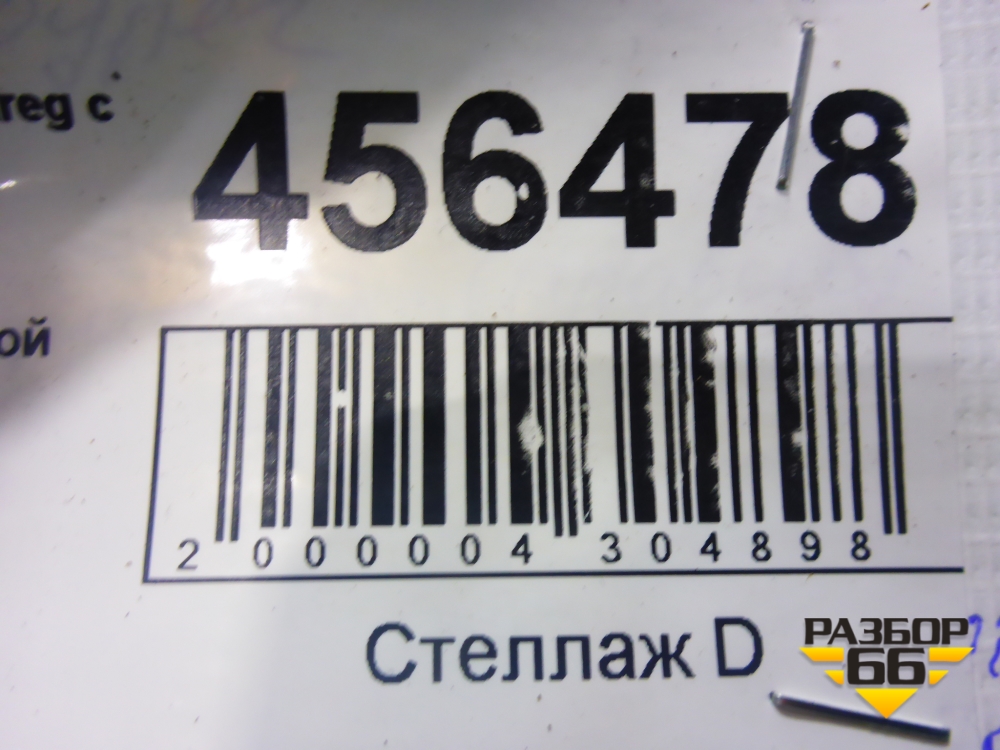 reg с
456478
ой
2 000004 304898
Стеллаж D
РАЗБОР
66